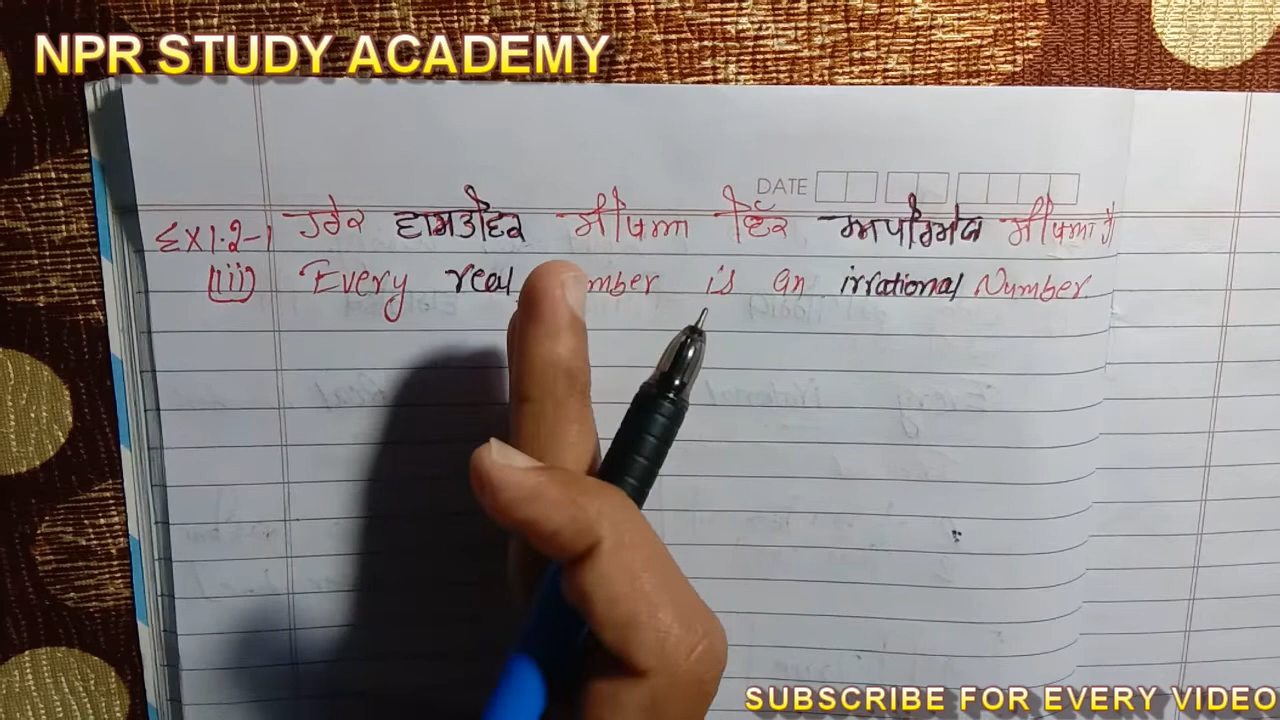 NPR STUDY ACADEMY
DATE
Ex 1.2-1 ਹਰੇਕ ਵਾਸਤਵਿਕ ਸੰਖਿਆ ਇੱਕ ਅਪਰਿਮੇਯ ਸੰਖਿਆ ਹੈ
(iii) Every real mber is an irrational Number
SUBSCRIBE FOR EVERY VIDEO